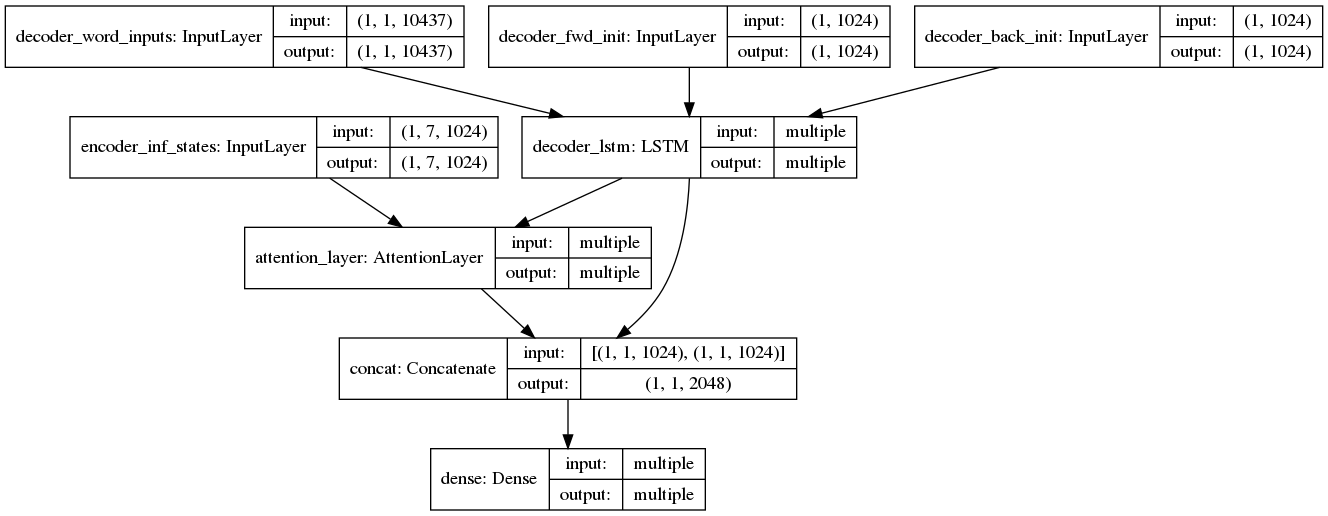 decoder_word_inputs: InputLayer
input: (1, 1, 10437)
output: (1, 1, 10437)
decoder_fwd_init: InputLayer
input: (1, 1024)
output: (1, 1024)
decoder_back_init: InputLayer
input: (1, 1024)
output: (1, 1024)
encoder_inf_states: InputLayer
input: (1, 7, 1024)
output: (1, 7, 1024)
decoder_lstm: LSTM
input: multiple
output: multiple
attention_layer: AttentionLayer
input: multiple
output: multiple
concat: Concatenate
input: [(1, 1, 1024), (1, 1, 1024)]
output: (1, 1, 2048)
dense: Dense
input: multiple
output: multiple